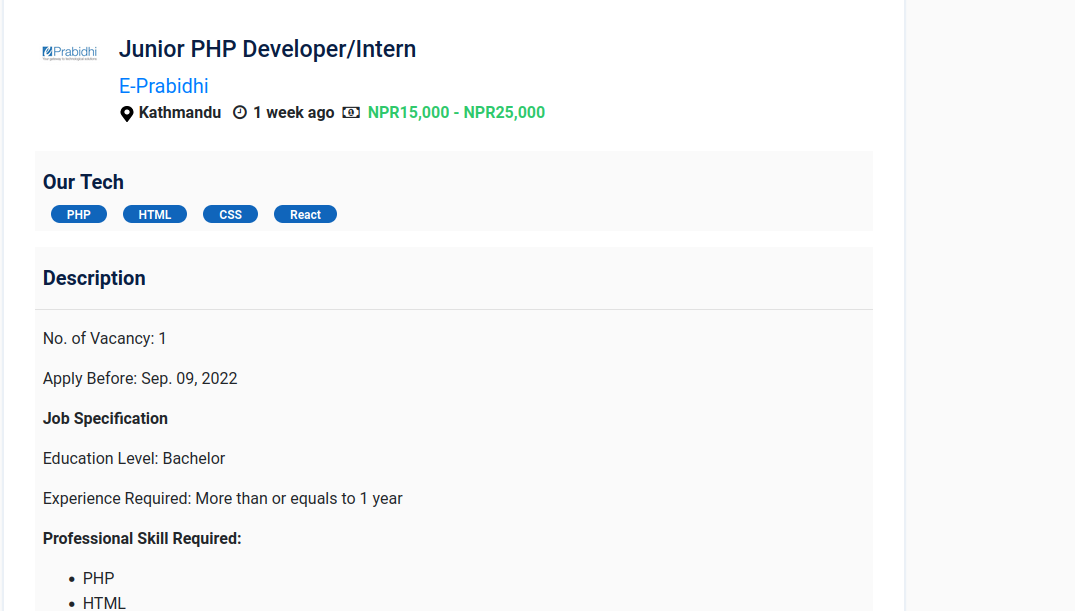 Prabidhi
Junior PHP Developer/Intern
E-Prabidhi
Kathmandu 1 week ago NPR15,000 - NPR25,000
Our Tech
PHP HTML CSS React
Description
No. of Vacancy: 1
Apply Before: Sep. 09, 2022
Job Specification
Education Level: Bachelor
Experience Required: More than or equals to 1 year
Professional Skill Required:
• PHP
• HTML